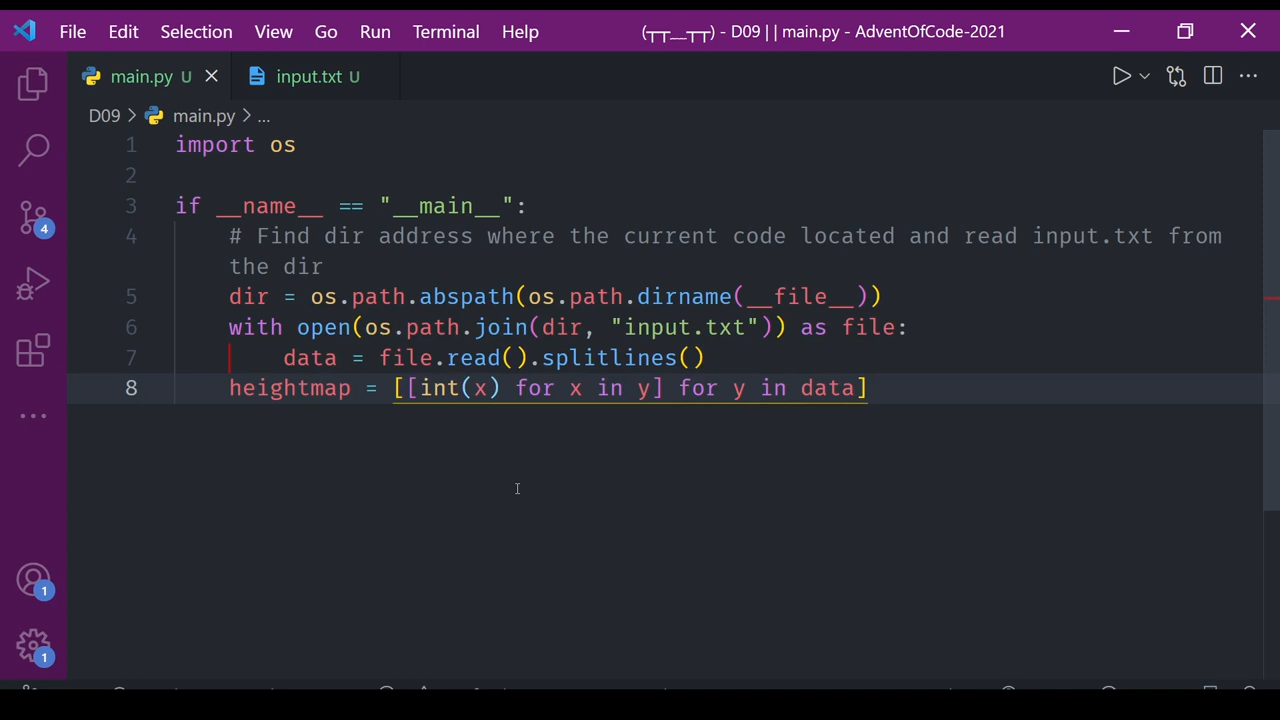 File Edit Selection View Go Run Terminal Help (┬┬__┬┬) - D09 || main.py - AdventOfCode-2021
main.py U input.txt U
D09 > main.py > ...
1 import os
2
3 if __name__ == "__main__":
4 # Find dir address where the current code located and read input.txt from
the dir
5 dir = os.path.abspath(os.path.dirname(__file__))
6 with open(os.path.join(dir, "input.txt")) as file:
7 data = file.read().splitlines()
8 heightmap = [[int(x) for x in y] for y in data]
4
1
1